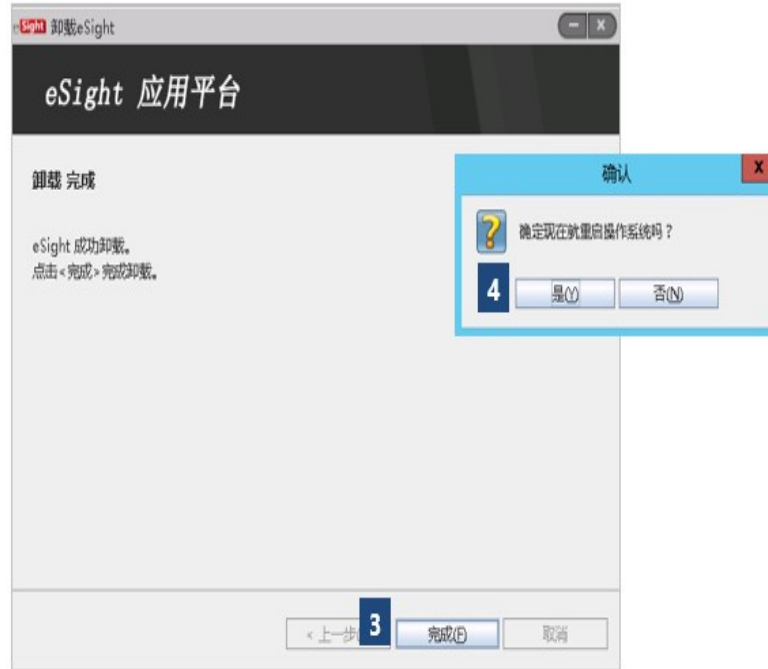 eSight 卸载eSight
eSight 应用平台
卸载 完成
eSight 成功卸载。
点击<完成>完成卸载。
确认
确定现在就重启操作系统吗？
4
是(Y)
否(N)
<上一步
3
完成(F)
取消